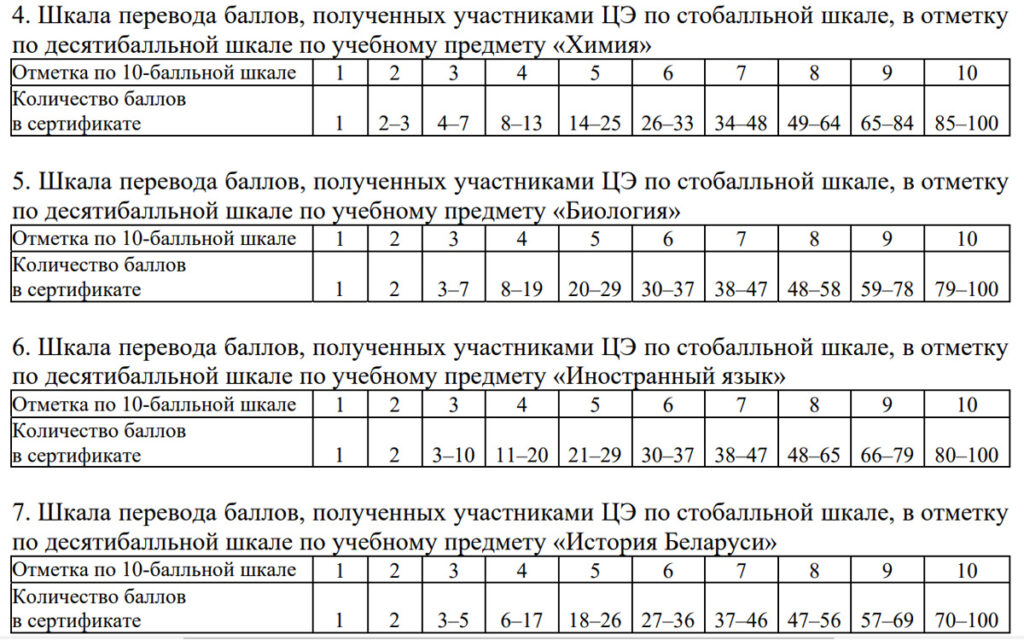 4. Шкала перевода баллов, полученных участниками ЦЭ по стобалльной шкале, в отметку
по десятибалльной шкале по учебному предмету «Химия»
Отметка по 10-балльной шкале 1 2 3 4 5 6 7 8 9 10
Количество баллов
в сертификате 1 2–3 4–7 8–13 14–25 26–33 34–48 49–64 65–84 85–100
5. Шкала перевода баллов, полученных участниками ЦЭ по стобалльной шкале, в отметку
по десятибалльной шкале по учебному предмету «Биология»
Отметка по 10-балльной шкале 1 2 3 4 5 6 7 8 9 10
Количество баллов
в сертификате 1 2 3–7 8–19 20–29 30–37 38–47 48–58 59–78 79–100
6. Шкала перевода баллов, полученных участниками ЦЭ по стобалльной шкале, в отметку
по десятибалльной шкале по учебному предмету «Иностранный язык»
Отметка по 10-балльной шкале 1 2 3 4 5 6 7 8 9 10
Количество баллов
в сертификате 1 2 3–10 11–20 21–29 30–37 38–47 48–65 66–79 80–100
7. Шкала перевода баллов, полученных участниками ЦЭ по стобалльной шкале, в отметку
по десятибалльной шкале по учебному предмету «История Беларуси»
Отметка по 10-балльной шкале 1 2 3 4 5 6 7 8 9 10
Количество баллов
в сертификате 1 2 3–5 6–17 18–26 27–36 37–46 47–56 57–69 70–100